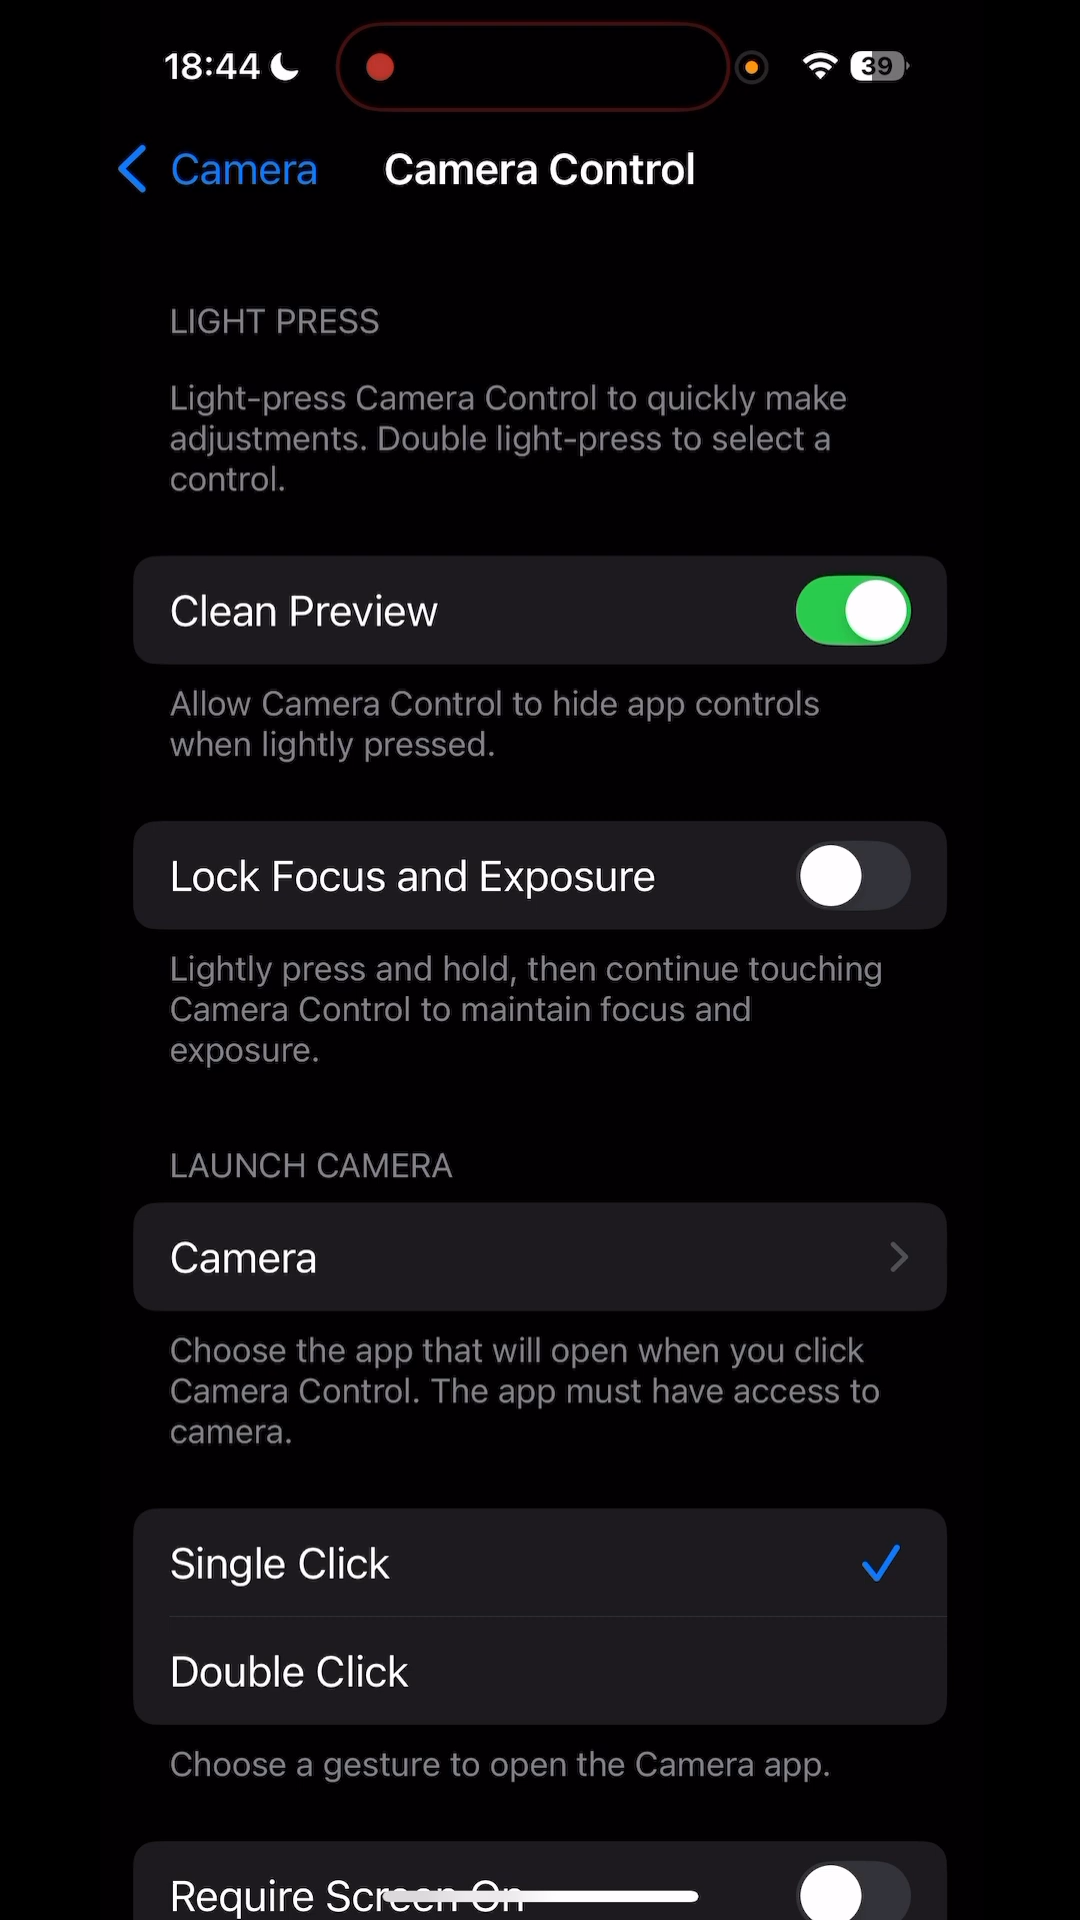 18:44
39
Camera
Camera Control
LIGHT PRESS
Light-press Camera Control to quickly make
adjustments. Double light-press to select a
control.
Clean Preview
Allow Camera Control to hide app controls
when lightly pressed.
Lock Focus and Exposure
Lightly press and hold, then continue touching
Camera Control to maintain focus and
exposure.
LAUNCH CAMERA
Camera
Choose the app that will open when you click
Camera Control. The app must have access to
camera.
Single Click
Double Click
Choose a gesture to open the Camera app.
Require Screen On